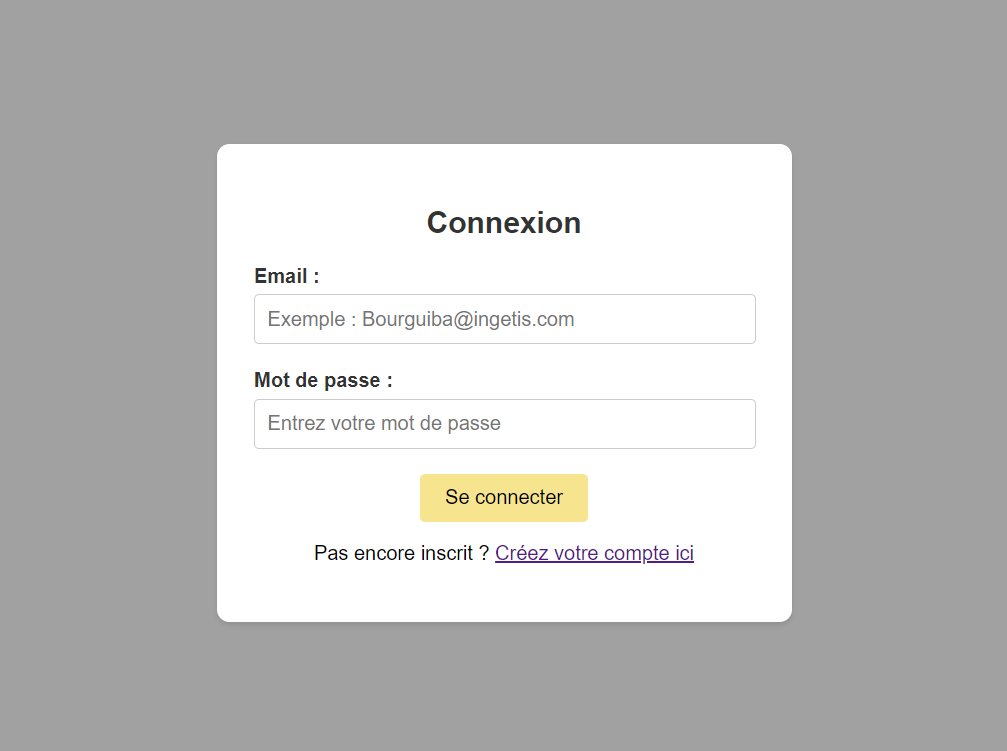 Connexion
Email :
Exemple : Bourguiba@ingetis.com
Mot de passe :
Entrez votre mot de passe
Se connecter
Pas encore inscrit ? Créez votre compte ici